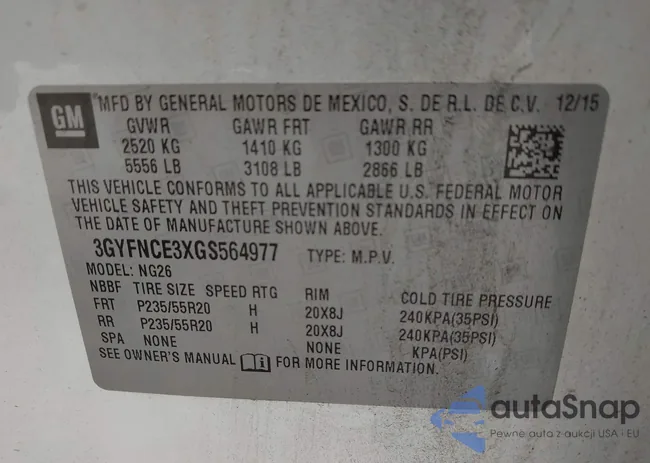 GM
MFD BY GENERAL MOTORS DE MEXICO, S. DE R.L. DE C.V. 12/15
GVWR GAWR FRT GAWR RR
2520 KG 1410 KG 1300 KG
5556 LB 3108 LB 2866 LB
THIS VEHICLE CONFORMS TO ALL APPLICABLE U.S. FEDERAL MOTOR
VEHICLE SAFETY AND THEFT PREVENTION STANDARDS IN EFFECT ON
THE DATE OF MANUFACTURE SHOWN ABOVE.
3GYFNCE3XGS564977 TYPE: M.P.V.
MODEL: NG26
NBBF TIRE SIZE SPEED RTG RIM COLD TIRE PRESSURE
FRT P235/55R20 H 20X8J 240KPA(35PSI)
RR P235/55R20 H 20X8J 240KPA(35PSI)
SPA NONE NONE KPA(PSI)
SEE OWNER'S MANUAL FOR MORE INFORMATION.
autaSnap
Pewne auta z aukcji USA i EU